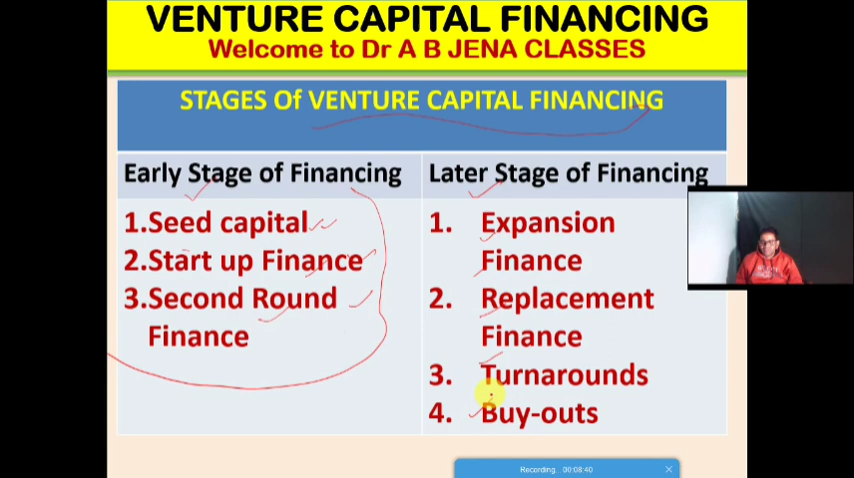 VENTURE CAPITAL FINANCING
Welcome to Dr A B JENA CLASSES
STAGES Of VENTURE CAPITAL FINANCING
Early Stage of Financing
1.Seed capital
2.Start up Finance
3.Second Round
Finance
Later Stage of Financing
1. Expansion
Finance
2. Replacement
Finance
3. Turnarounds
4. Buy-outs
Recording... 00:08:40